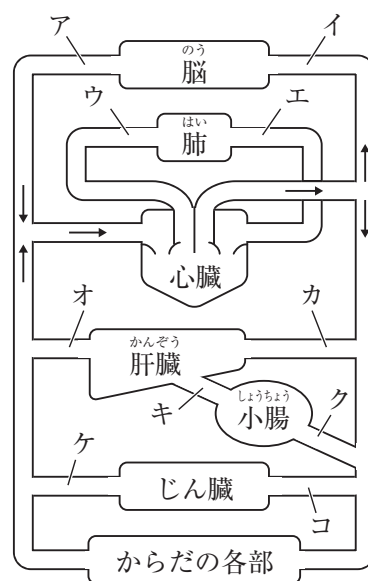 ア
イ
のう
脳
ウ
エ
はい
肺
心臓
オ
カ
かんぞう
肝臓
キ
しょうちょう
小腸
ク
ケ
じん臓
コ
からだの各部